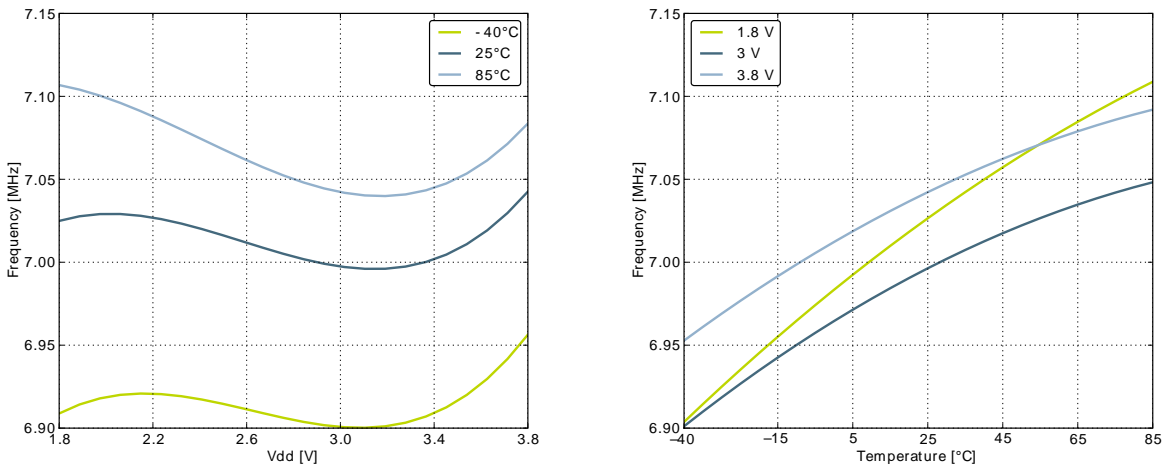 7.15
7.10
7.05
7.00
6.95
6.90
Frequency [MHz]
1.8 2.2 2.6 3.0 3.4 3.8
Vdd [V]
-40°C
25°C
85°C
7.15
7.10
7.05
7.00
6.95
6.90
Frequency [MHz]
–40 –15 5 25 45 65 85
Temperature [°C]
1.8 V
3 V
3.8 V